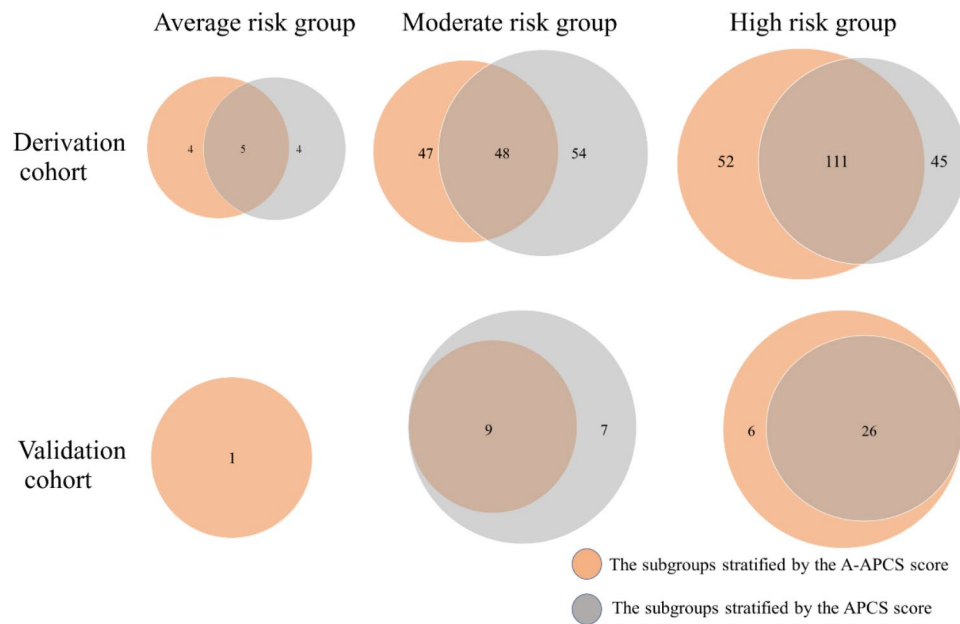 Average risk group
Moderate risk group
High risk group
Derivation
cohort
4
5
4
47
48
54
52
111
45
Validation
cohort
1
9
7
6
26
The subgroups stratified by the A-APCS score
The subgroups stratified by the APCS score